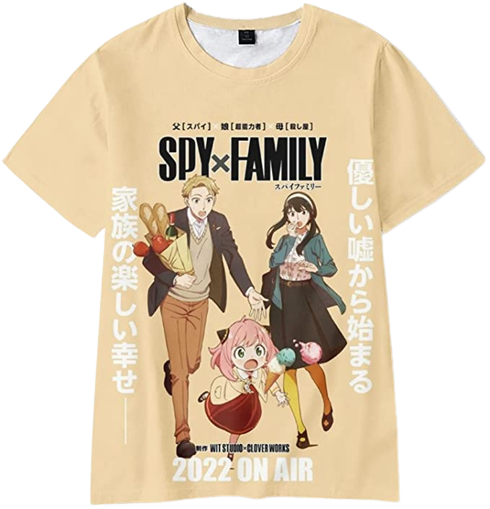 父[スパイ] × 娘[超能力者] × 母[殺し屋]
SPY×FAMILY
スパイファミリー
優しい嘘から始まる
家族の楽しい幸せ——
制作 WIT STUDIO×CLOVERWORKS
2022 ON AIR